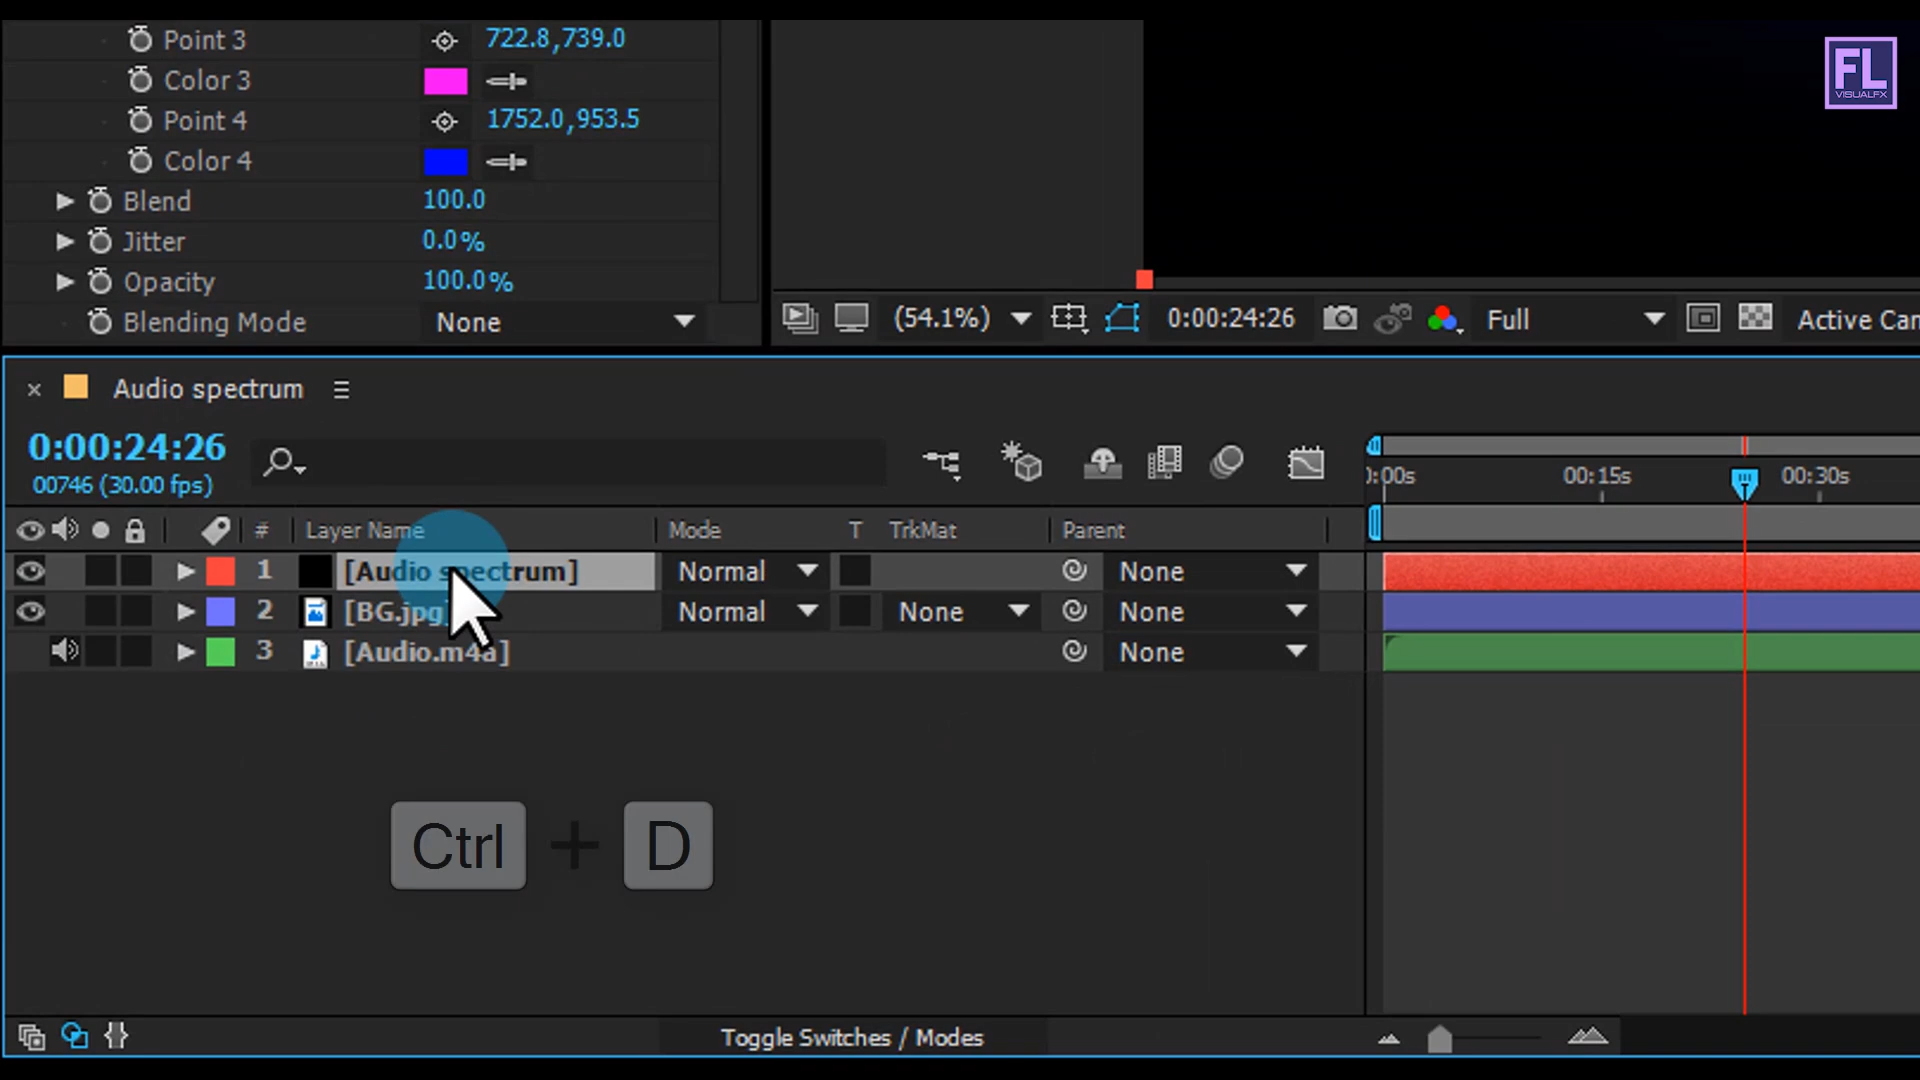 Point 3 722.8,739.0
Color 3
Point 4 1752.0,953.5
Color 4
Blend 100.0
Jitter 0.0%
Opacity 100.0%
Blending Mode None
FL
VISUALFX
(54.1%) 0:00:24:26 Full Active Cam
× Audio spectrum
0:00:24:26
00746 (30.00 fps)
):00s 00:15s 00:30s
# Layer Name Mode T TrkMat Parent
1 [Audio spectrum] Normal None
2 [BG.jpg] Normal None None
3 [Audio.m4a] None
Ctrl + D
Toggle Switches / Modes